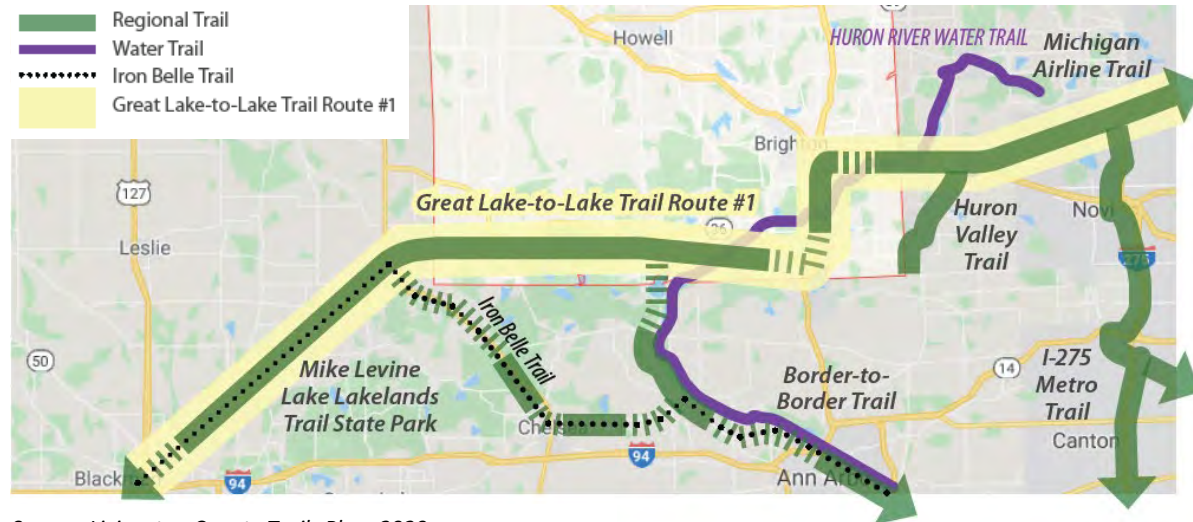 Regional Trail
Water Trail
Iron Belle Trail
Great Lake-to-Lake Trail Route #1
Howell
HURON RIVER WATER TRAIL
Michigan
Airline Trail
Brighton
127
Great Lake-to-Lake Trail Route #1
36
Leslie
Huron
Valley
Trail
Novi
275
Iron Belle Trail
50
Mike Levine
Lake Lakelands
Trail State Park
Border-to-
Border Trail
14
I-275
Metro
Trail
Canton
94
Ann Ar
94